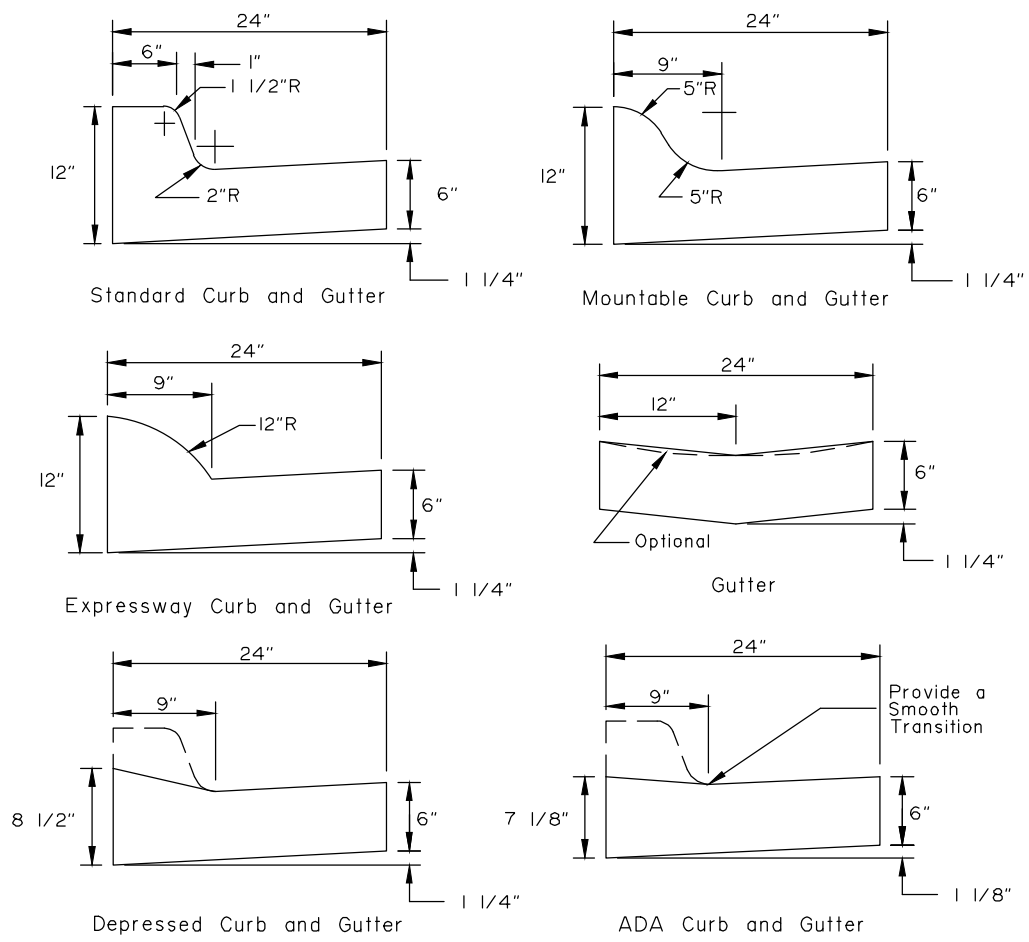 24"
6"
1"
1 1/2"R
12"
2"R
6"
1 1/4"
Standard Curb and Gutter
24"
9"
5"R
12"
5"R
6"
1 1/4"
Mountable Curb and Gutter
24"
9"
12"R
12"
6"
1 1/4"
Expressway Curb and Gutter
24"
12"
6"
Optional
1 1/4"
Gutter
24"
9"
8 1/2"
6"
1 1/4"
Depressed Curb and Gutter
24"
9"
Provide a
Smooth
Transition
7 1/8"
6"
1 1/8"
ADA Curb and Gutter